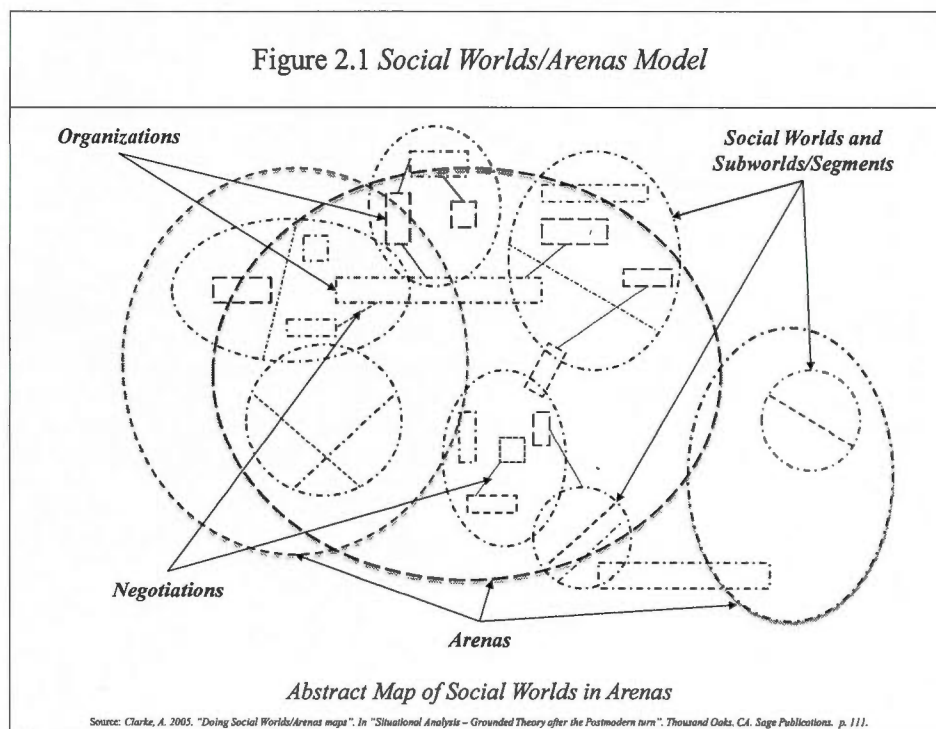 Figure 2.1 Social Worlds/Arenas Model
Organizations
Social Worlds and
Subworlds/Segments
Negotiations
Arenas
Abstract Map of Social Worlds in Arenas
Source: Clarke, A. 2005. "Doing Social Worlds/Arenas maps". In "Situational Analysis – Grounded Theory after the Postmodern turn". Thousand Oaks. CA. Sage Publications. p. 111.